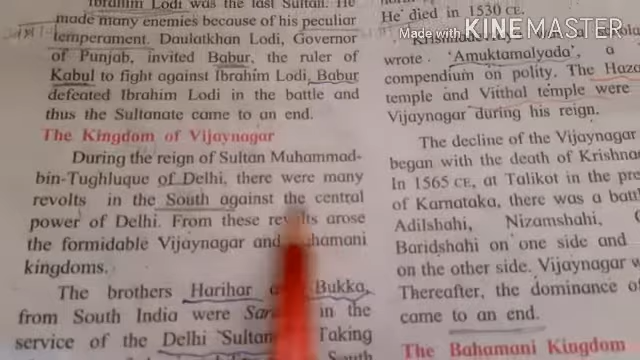 Ibrahim Lodi was the last Sultan. He
made many enemies because of his peculiar
temperament. Daulatkhan Lodi, Governor
of Punjab, invited Babur, the ruler of
Kabul to fight against Ibrahim Lodi, Babur
defeated Ibrahim Lodi in the battle and
thus the Sultanate came to an end.
The Kingdom of Vijaynagar
During the reign of Sultan Muhammad-
bin-Tughluque of Delhi, there were many
revolts in the South against the central
power of Delhi. From these revolts arose
the formidable Vijaynagar and
kingdoms.
The brothers Harihar Bukka,
from South India were in the
service of the Delhi Taking
South
He died in 1530 CE.
Made with KINEMASTER
wrote 'Amuktamalyada', a
compendium on polity. The Haza
temple and Vitthal temple were
Vijaynagar during his reign.
The decline of the Vijaynagar
began with the death of Krishna
In 1565 CE, at Talikot in the pre
of Karnataka, there was a batt
Adilshahi, Nizamshahi,
Baridshahi on one side and
on the other side. Vijaynagar w
Thereafter, the dominance of
came to an end.
The Bahamani Kingdom